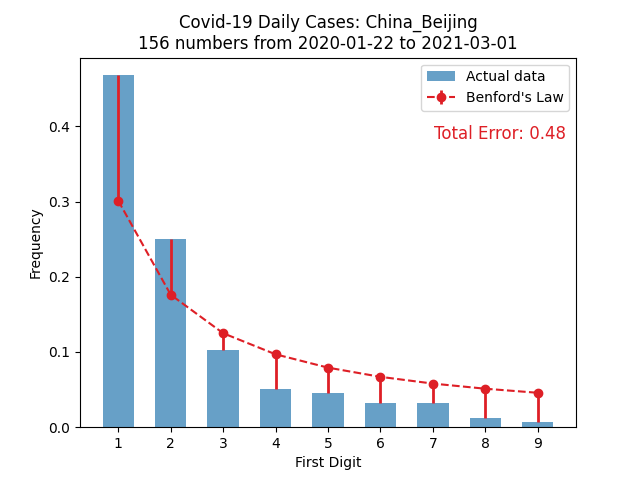 Covid-19 Daily Cases: China_Beijing
156 numbers from 2020-01-22 to 2021-03-01
Actual data
Benford's Law
Total Error: 0.48
Frequency
0.4
0.3
0.2
0.1
0.0
1 2 3 4 5 6 7 8 9
First Digit